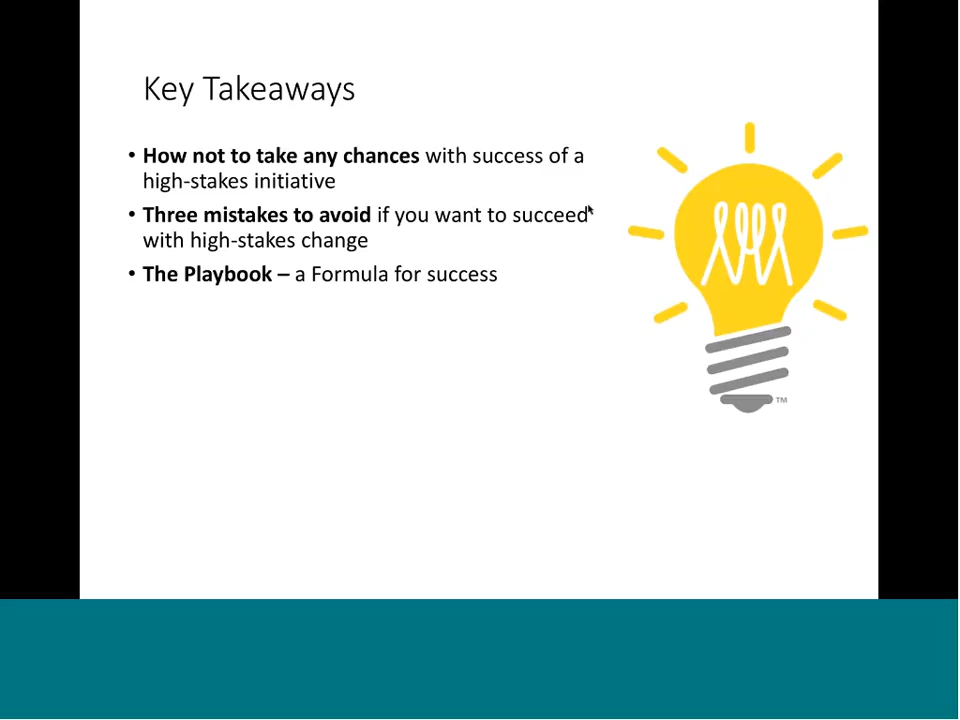 Key Takeaways
• How not to take any chances with success of a
high-stakes initiative
• Three mistakes to avoid if you want to succeed
with high-stakes change
• The Playbook – a Formula for success
TM